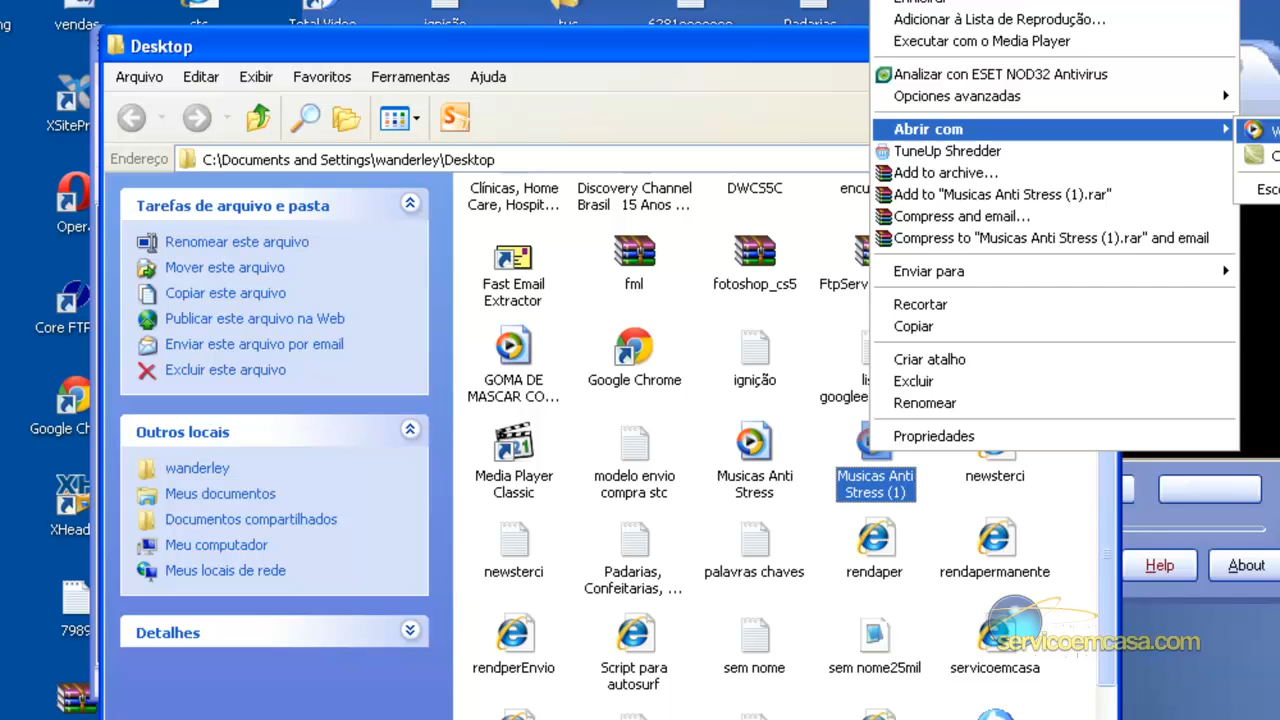 vendas
stc
Total Video
ignição
tuc
Padarias
XSitePr
Opera
Core FTP
Google Ch
XHead
7989
Desktop
Arquivo
Editar
Exibir
Favoritos
Ferramentas
Ajuda
Endereço
C:\Documents and Settings\wanderley\Desktop
Tarefas de arquivo e pasta
Renomear este arquivo
Mover este arquivo
Copiar este arquivo
Publicar este arquivo na Web
Enviar este arquivo por email
Excluir este arquivo
Outros locais
wanderley
Meus documentos
Documentos compartilhados
Meu computador
Meus locais de rede
Detalhes
Clínicas, Home
Care, Hospit...
Discovery Channel
Brasil 15 Anos ...
DWCS5C
encu
Fast Email
Extractor
fml
fotoshop_cs5
FtpServ
GOMA DE
MASCAR CO...
Google Chrome
ignição
lis
googlee
Media Player
Classic
modelo envio
compra stc
Musicas Anti
Stress
Musicas Anti
Stress (1)
newsterci
newsterci
Padarias,
Confeitarias, ...
palavras chaves
rendaper
rendapermanente
rendperEnvio
Script para
autosurf
sem nome
sem nome25mil
servicoemcasa
Adicionar à Lista de Reprodução...
Executar com o Media Player
Analizar con ESET NOD32 Antivirus
Opciones avanzadas
Abrir com
TuneUp Shredder
Add to archive...
Add to "Musicas Anti Stress (1).rar"
Compress and email...
Compress to "Musicas Anti Stress (1).rar" and email
Enviar para
Recortar
Copiar
Criar atalho
Excluir
Renomear
Propriedades
Esc
Help
About
servicoemcasa.com